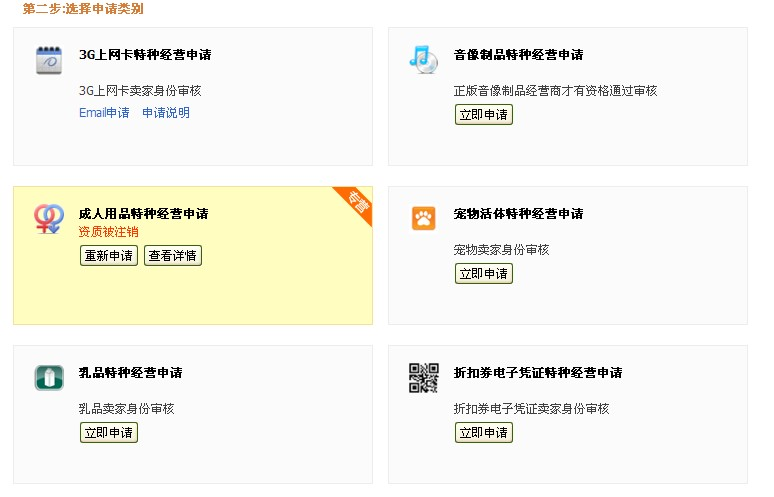 第二步:选择申请类别
3G上网卡特种经营申请
3G上网卡卖家身份审核
Email申请 申请说明
音像制品特种经营申请
正版音像制品经营商才有资格通过审核
立即申请
专营
成人用品特种经营申请
资质被注销
重新申请 查看详情
宠物活体特种经营申请
宠物卖家身份审核
立即申请
乳品特种经营申请
乳品卖家身份审核
立即申请
折扣券电子凭证特种经营申请
折扣券电子凭证卖家身份审核
立即申请